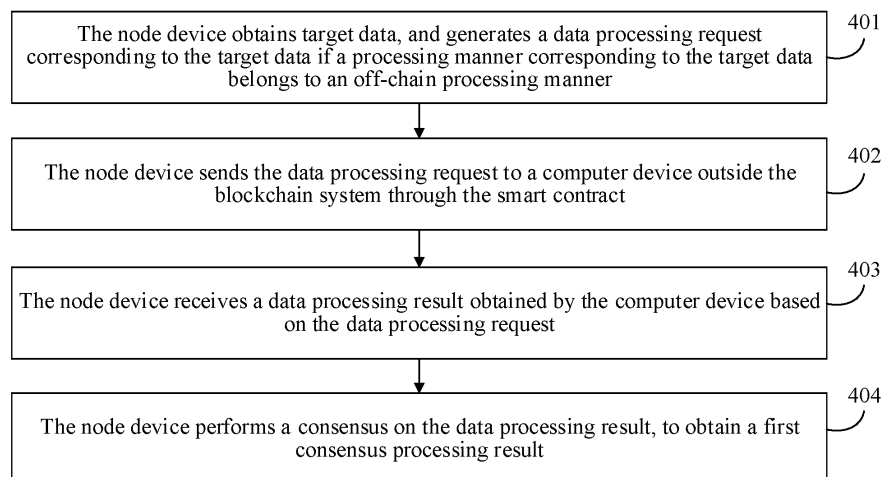 The node device obtains target data, and generates a data processing request
corresponding to the target data if a processing manner corresponding to the target data
belongs to an off-chain processing manner
401
The node device sends the data processing request to a computer device outside the
blockchain system through the smart contract
402
The node device receives a data processing result obtained by the computer device based
on the data processing request
403
The node device performs a consensus on the data processing result, to obtain a first
consensus processing result
404